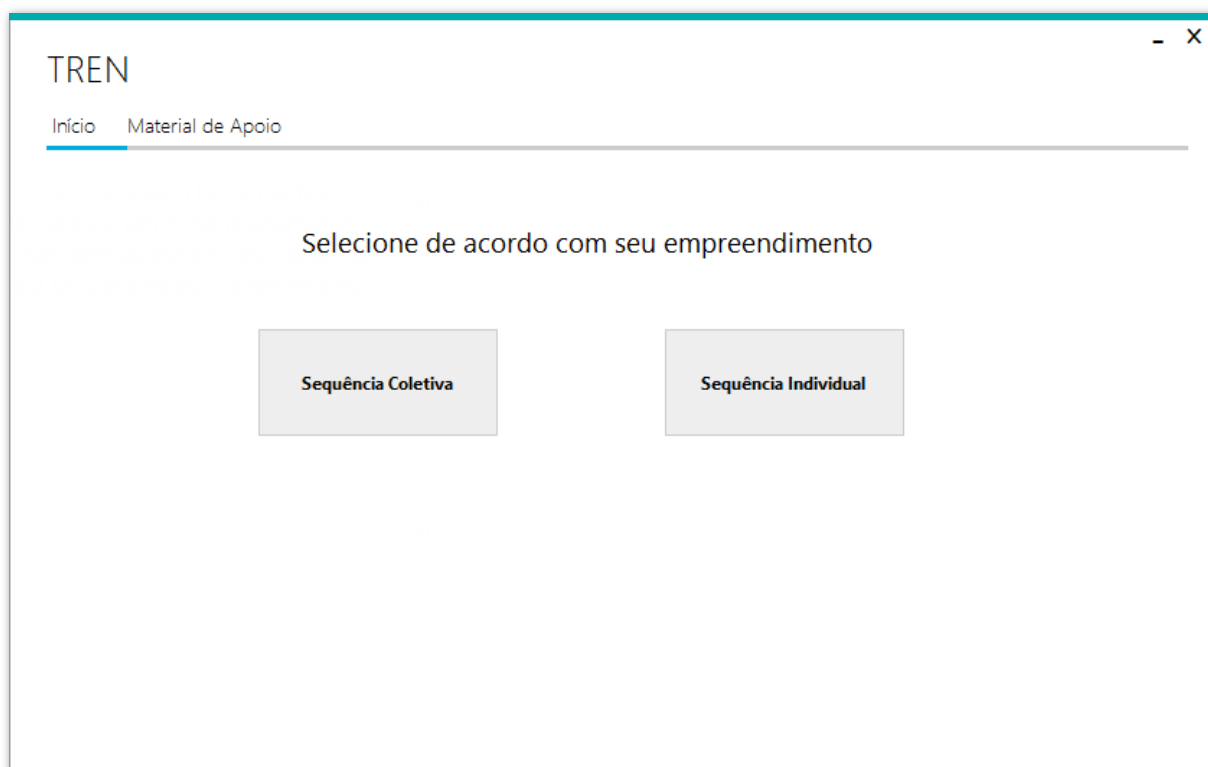 TREN
Início Material de Apoio
Selecione de acordo com seu empreendimento
Sequência Coletiva Sequência Individual